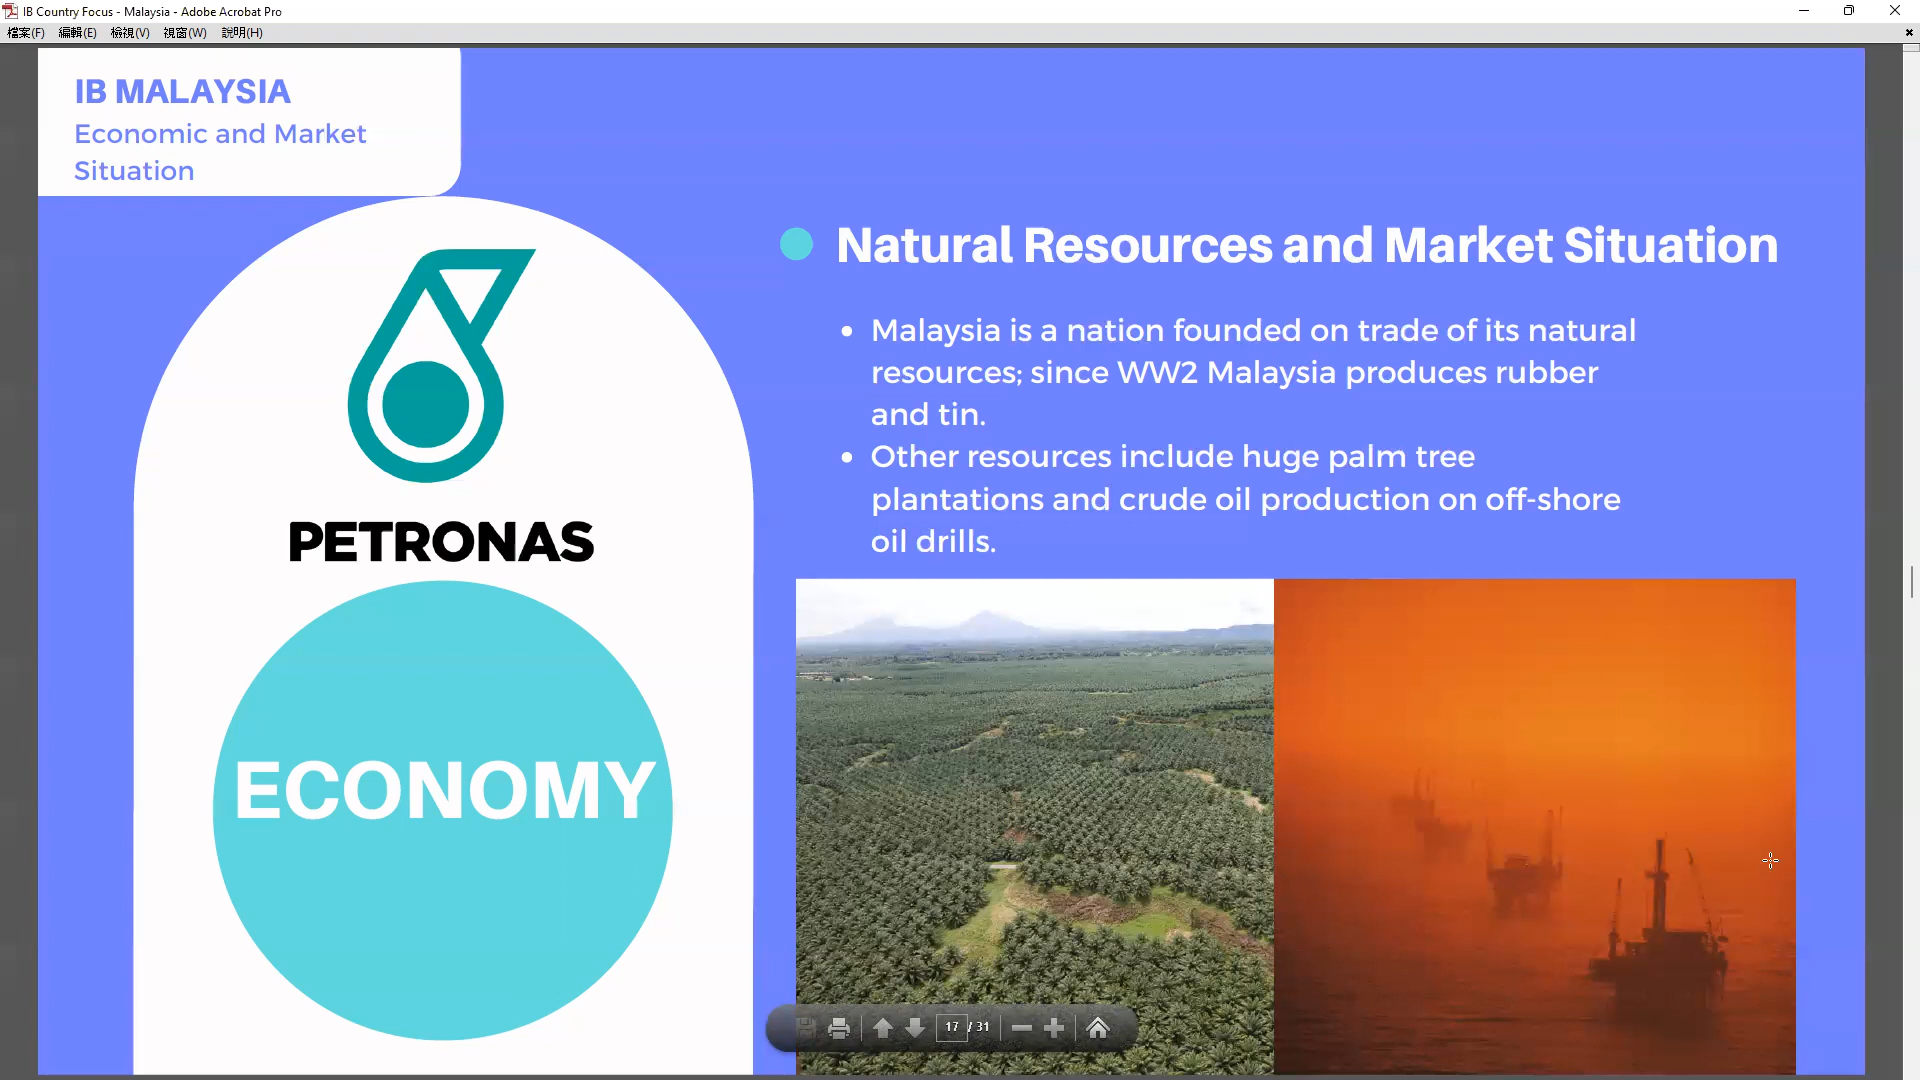 IB Country Focus - Malaysia - Adobe Acrobat Pro
檔案(F) 編輯(E) 檢視(V) 視窗(W) 說明(H)
IB MALAYSIA
Economic and Market
Situation
PETRONAS
ECONOMY
Natural Resources and Market Situation
• Malaysia is a nation founded on trade of its natural
resources; since WW2 Malaysia produces rubber
and tin.
• Other resources include huge palm tree
plantations and crude oil production on off-shore
oil drills.
17 / 31